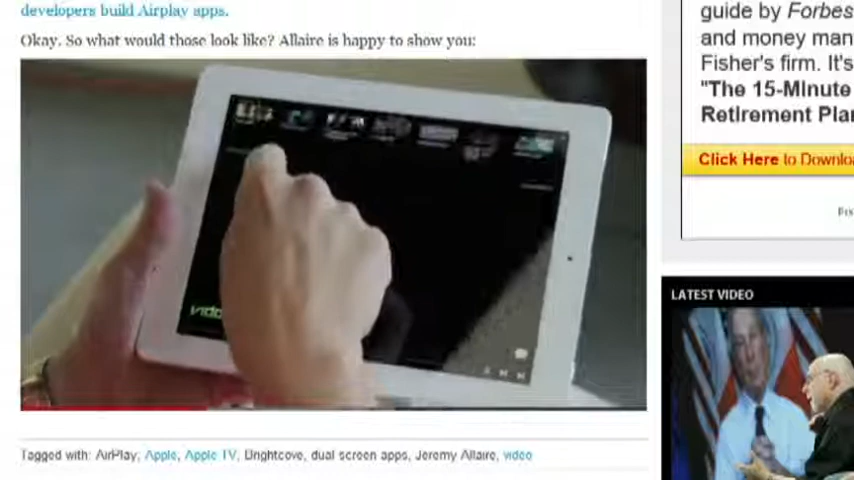 developers build Airplay apps.
Okay. So what would those look like? Allaire is happy to show you:
Tagged with: AirPlay, Apple, Apple TV, Brightcove, dual screen apps, Jeremy Allaire, video
guide by Forbes
and money man
Fisher's firm. It's
"The 15-Minute
Retirement Pla
Click Here to Downlo
LATEST VIDEO